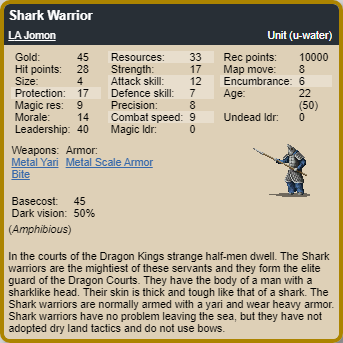 Shark Warrior
LA Jomon Unit (u-water)
Gold: 45 Resources: 33 Rec points: 10000
Hit points: 28 Strength: 17 Map move: 8
Size: 4 Attack skill: 12 Encumbrance: 6
Protection: 17 Defence skill: 7 Age: 22
Magic res: 9 Precision: 8 (50)
Morale: 14 Combat speed: 9 Undead ldr: 0
Leadership: 40 Magic ldr: 0
Weapons: Armor:
Metal Yari Metal Scale Armor
Bite
Basecost: 45
Dark vision: 50%
(Amphibious)
In the courts of the Dragon Kings strange half-men dwell. The Shark
warriors are the mightiest of these servants and they form the elite
guard of the Dragon Courts. They have the body of a man with a
sharklike head. Their skin is thick and tough like that of a shark. The
Shark warriors are normally armed with a yari and wear heavy armor.
Shark warriors have no problem leaving the sea, but they have not
adopted dry land tactics and do not use bows.